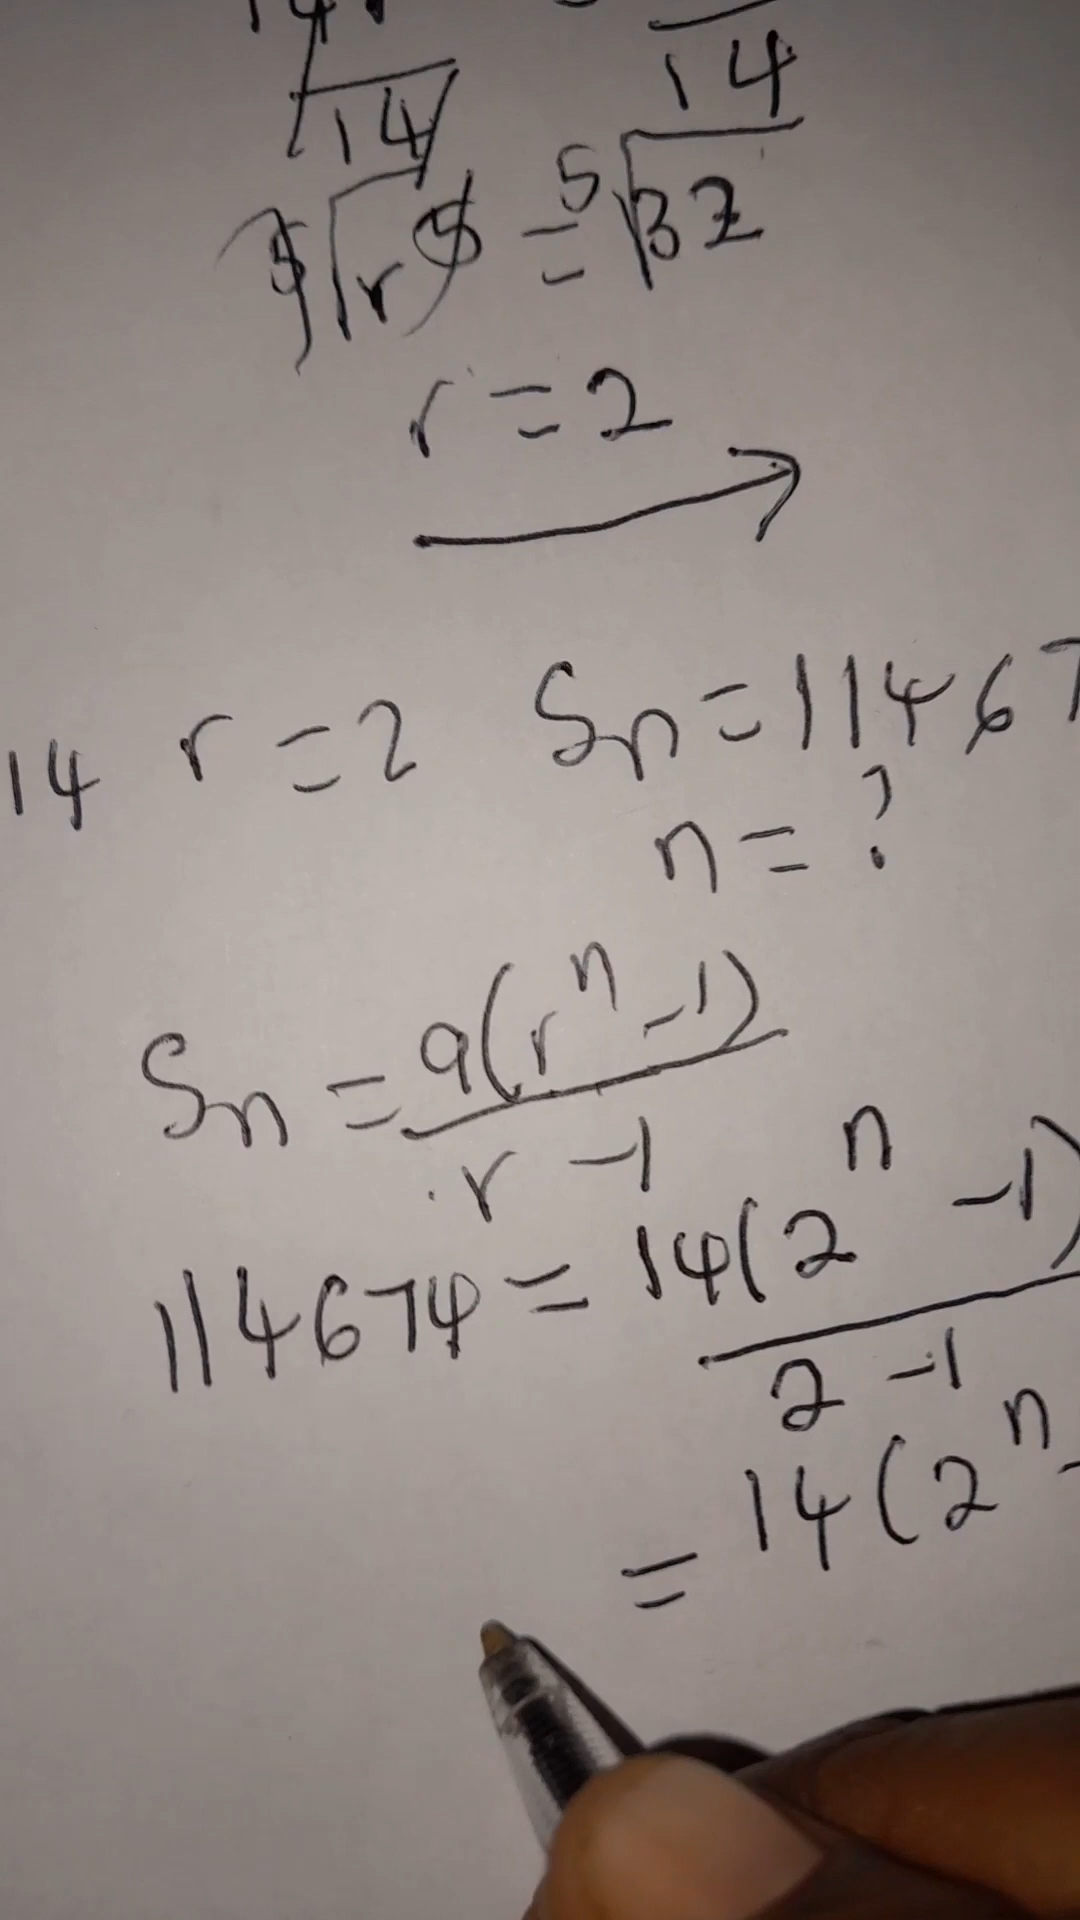 14 14
⁵√r⁵ = ⁵√32
r = 2
14 r = 2 Sn = 11467
n = ?
Sn = a(rⁿ - 1)
r - 1
114674 = 14(2ⁿ - 1)
2 - 1
= 14(2ⁿ -